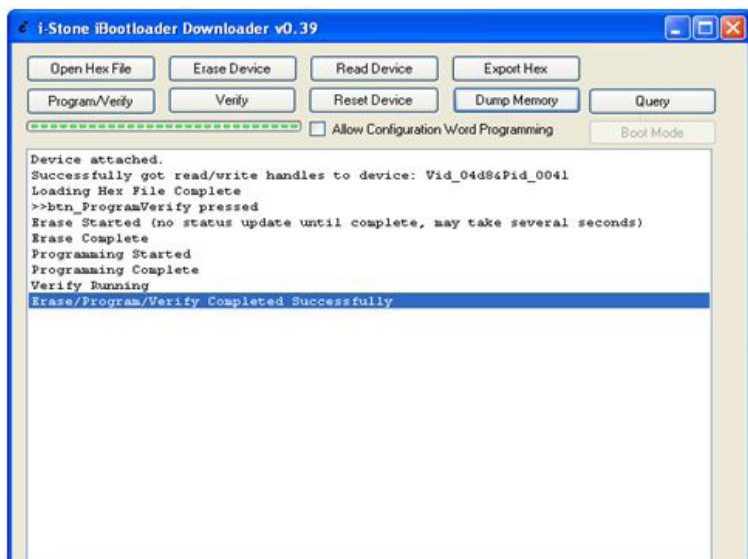 i-Stone iBootloader Downloader v0.39
Open Hex File Erase Device Read Device Export Hex
Program/Verify Verify Reset Device Dump Memory Query
Allow Configuration Word Programming Boot Mode
Device attached.
Successfully got read/write handles to device: Vid_04d8&Pid_0041
Loading Hex File Complete
>>btn_ProgramVerify pressed
Erase Started (no status update until complete, may take several seconds)
Erase Complete
Programming Started
Programming Complete
Verify Running
Erase/Program/Verify Completed Successfully